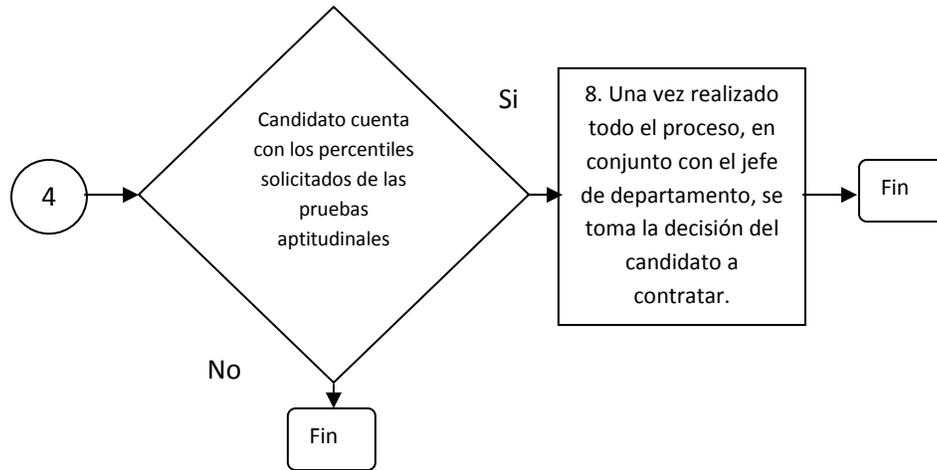 4
Candidato cuenta
con los percentiles
solicitados de las
pruebas
aptitudinales
Si
8. Una vez realizado
todo el proceso, en
conjunto con el jefe
de departamento, se
toma la decisión del
candidato a
contratar.
Fin
No
Fin